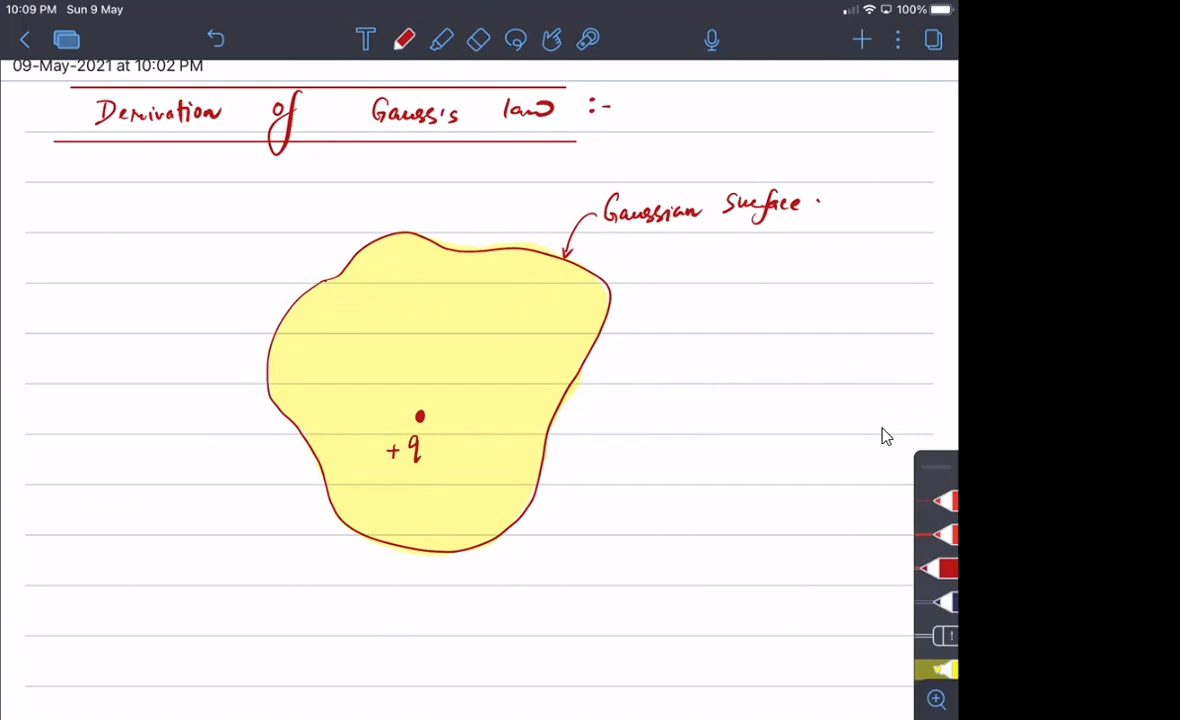 10:09 PM Sun 9 May 100%
09-May-2021 at 10:02 PM
Derivation of Gauss's law :-
Gaussian surface.
+q